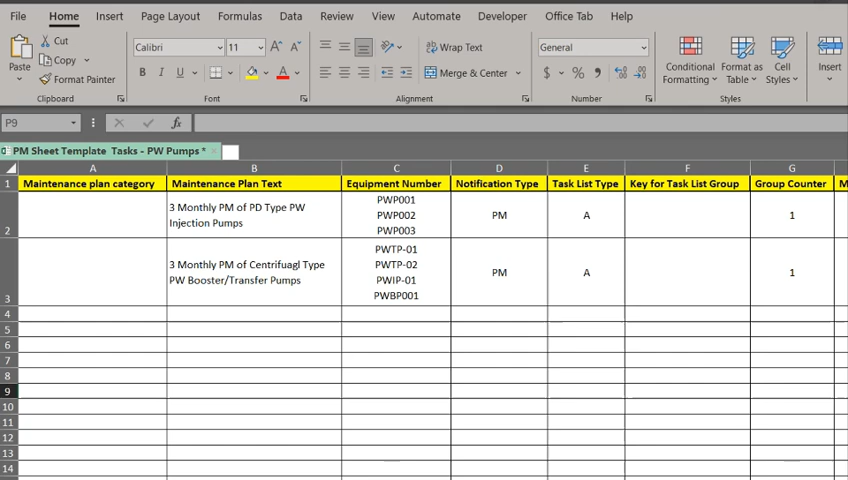 File Home Insert Page Layout Formulas Data Review View Automate Developer Office Tab Help
Paste
Cut
Copy
Format Painter
Clipboard
Calibri 11
B I U
Font
Wrap Text
Merge & Center
Alignment
General
$ % 9
Number
Conditional Formatting
Format as Table
Cell Styles
Styles
Insert
P9 fx
PM Sheet Template Tasks - PW Pumps *
A B C D E F G
1 Maintenance plan category Maintenance Plan Text Equipment Number Notification Type Task List Type Key for Task List Group Group Counter M
2
3 Monthly PM of PD Type PW
Injection Pumps
PWP001
PWP002
PWP003
PM A 1
3
3 Monthly PM of Centrifuagl Type
PW Booster/Transfer Pumps
PWTP-01
PWTP-02
PWIP-01
PWBP001
PM A 1
4
5
6
7
8
9
10
11
12
13
14